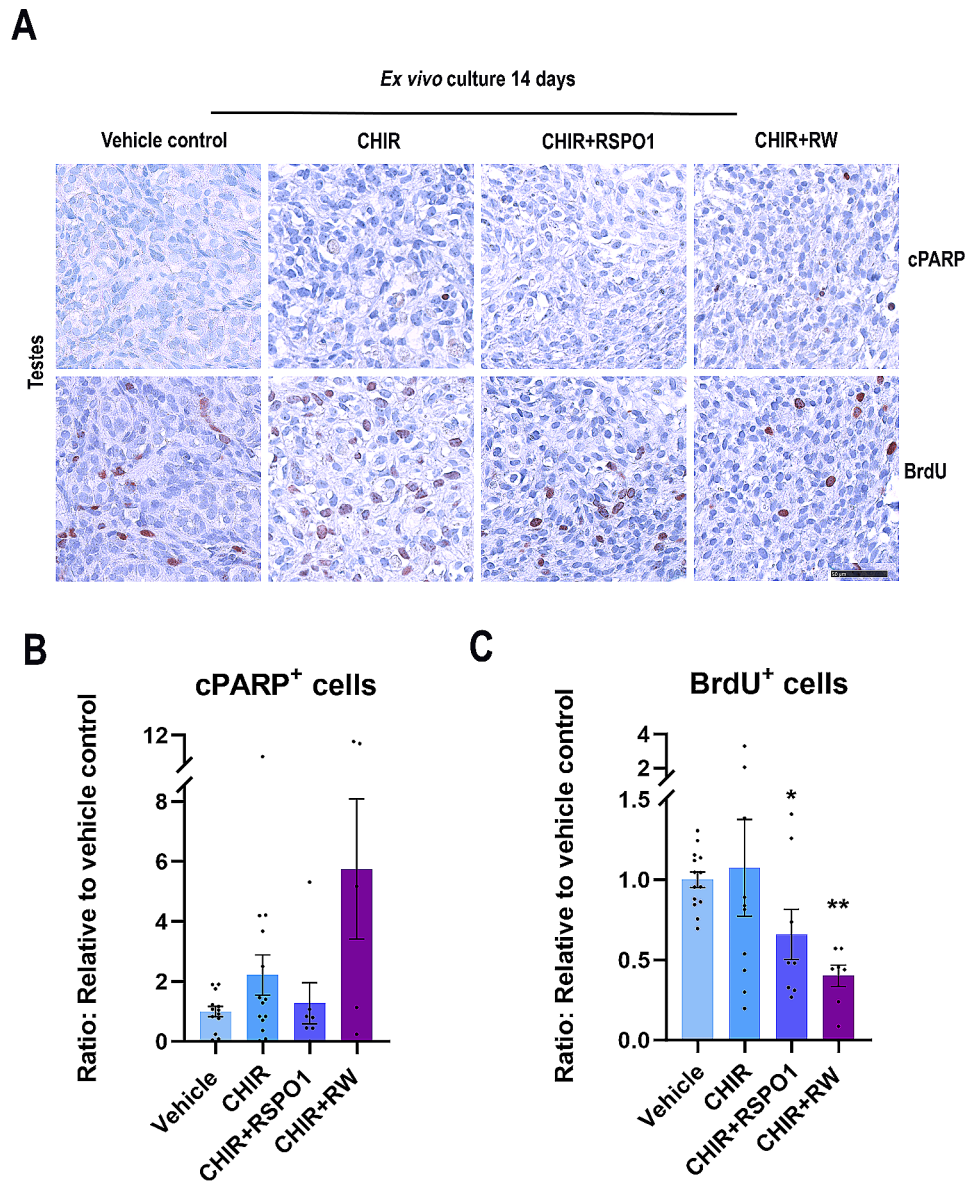 A
Ex vivo culture 14 days
Vehicle control CHIR CHIR+RSPO1 CHIR+RW
Testes
cPARP
BrdU
B
cPARP+ cells
Ratio: Relative to vehicle control
12
8
6
4
2
0
Vehicle
CHIR
CHIR+RSPO1
CHIR+RW
C
BrdU+ cells
Ratio: Relative to vehicle control
4
2
1.5
1.0
0.5
0.0
*
**
Vehicle
CHIR
CHIR+RSPO1
CHIR+RW